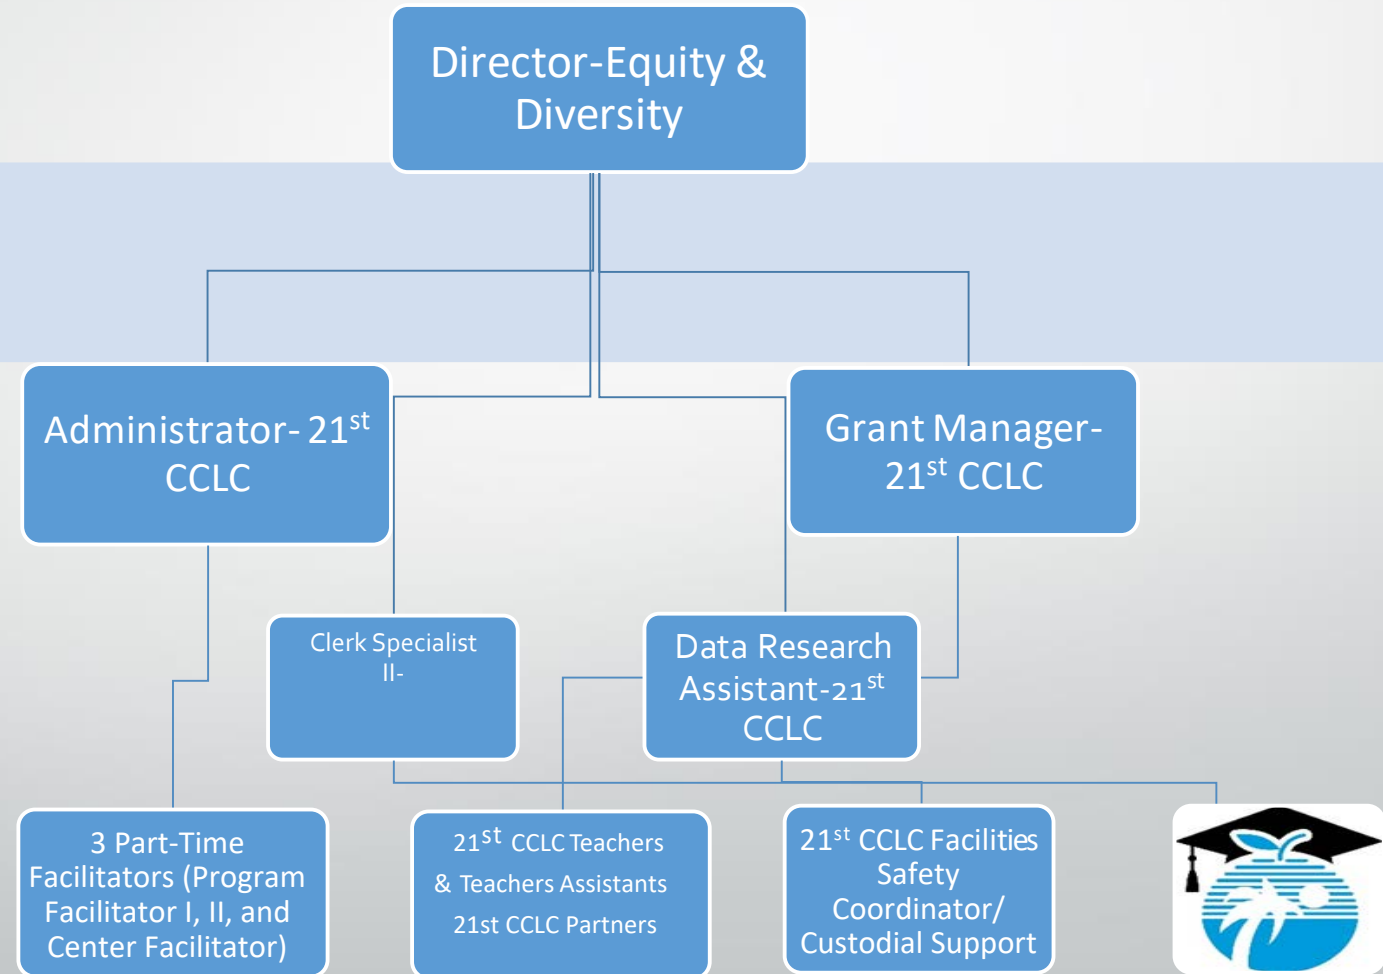 Director-Equity &
Diversity
Administrator- 21st
CCLC
Grant Manager-
21st CCLC
Clerk Specialist
II-
Data Research
Assistant-21st
CCLC
3 Part-Time
Facilitators (Program
Facilitator I, II, and
Center Facilitator)
21st CCLC Teachers
& Teachers Assistants
21st CCLC Partners
21st CCLC Facilities
Safety
Coordinator/
Custodial Support